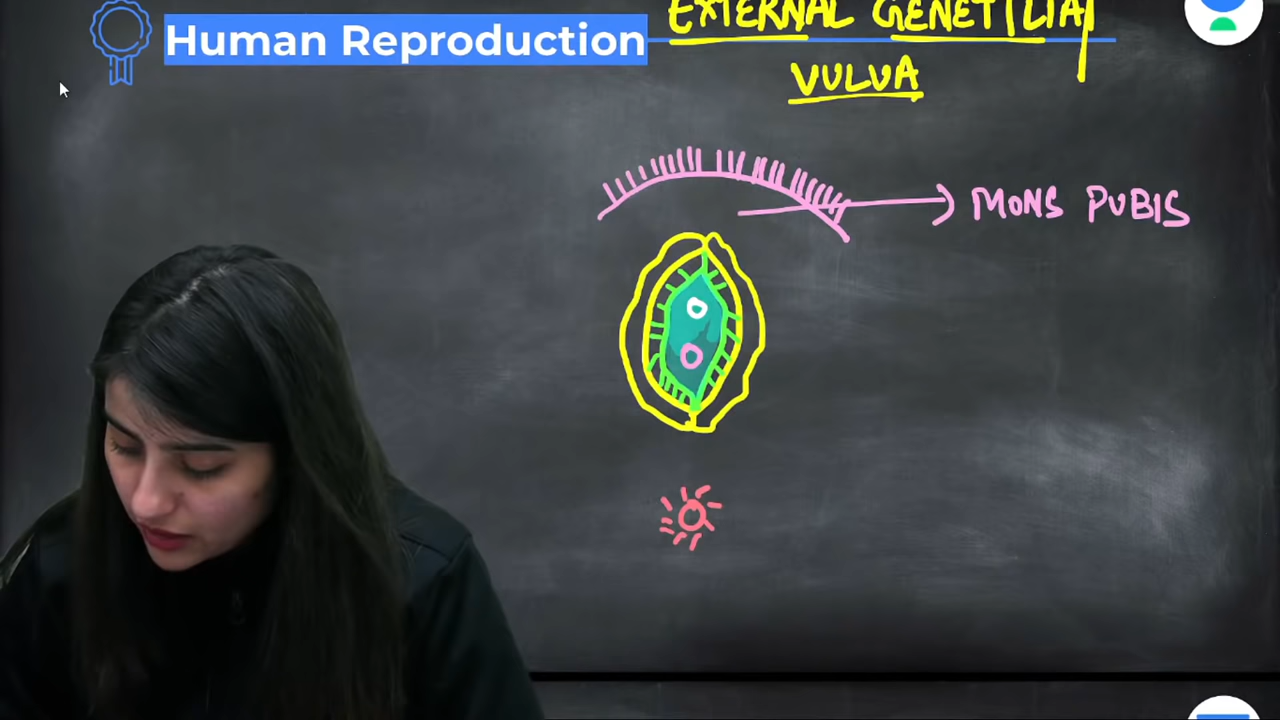 Human Reproduction
EXTERNAL GENETILIA
VULVA
MONS PUBIS